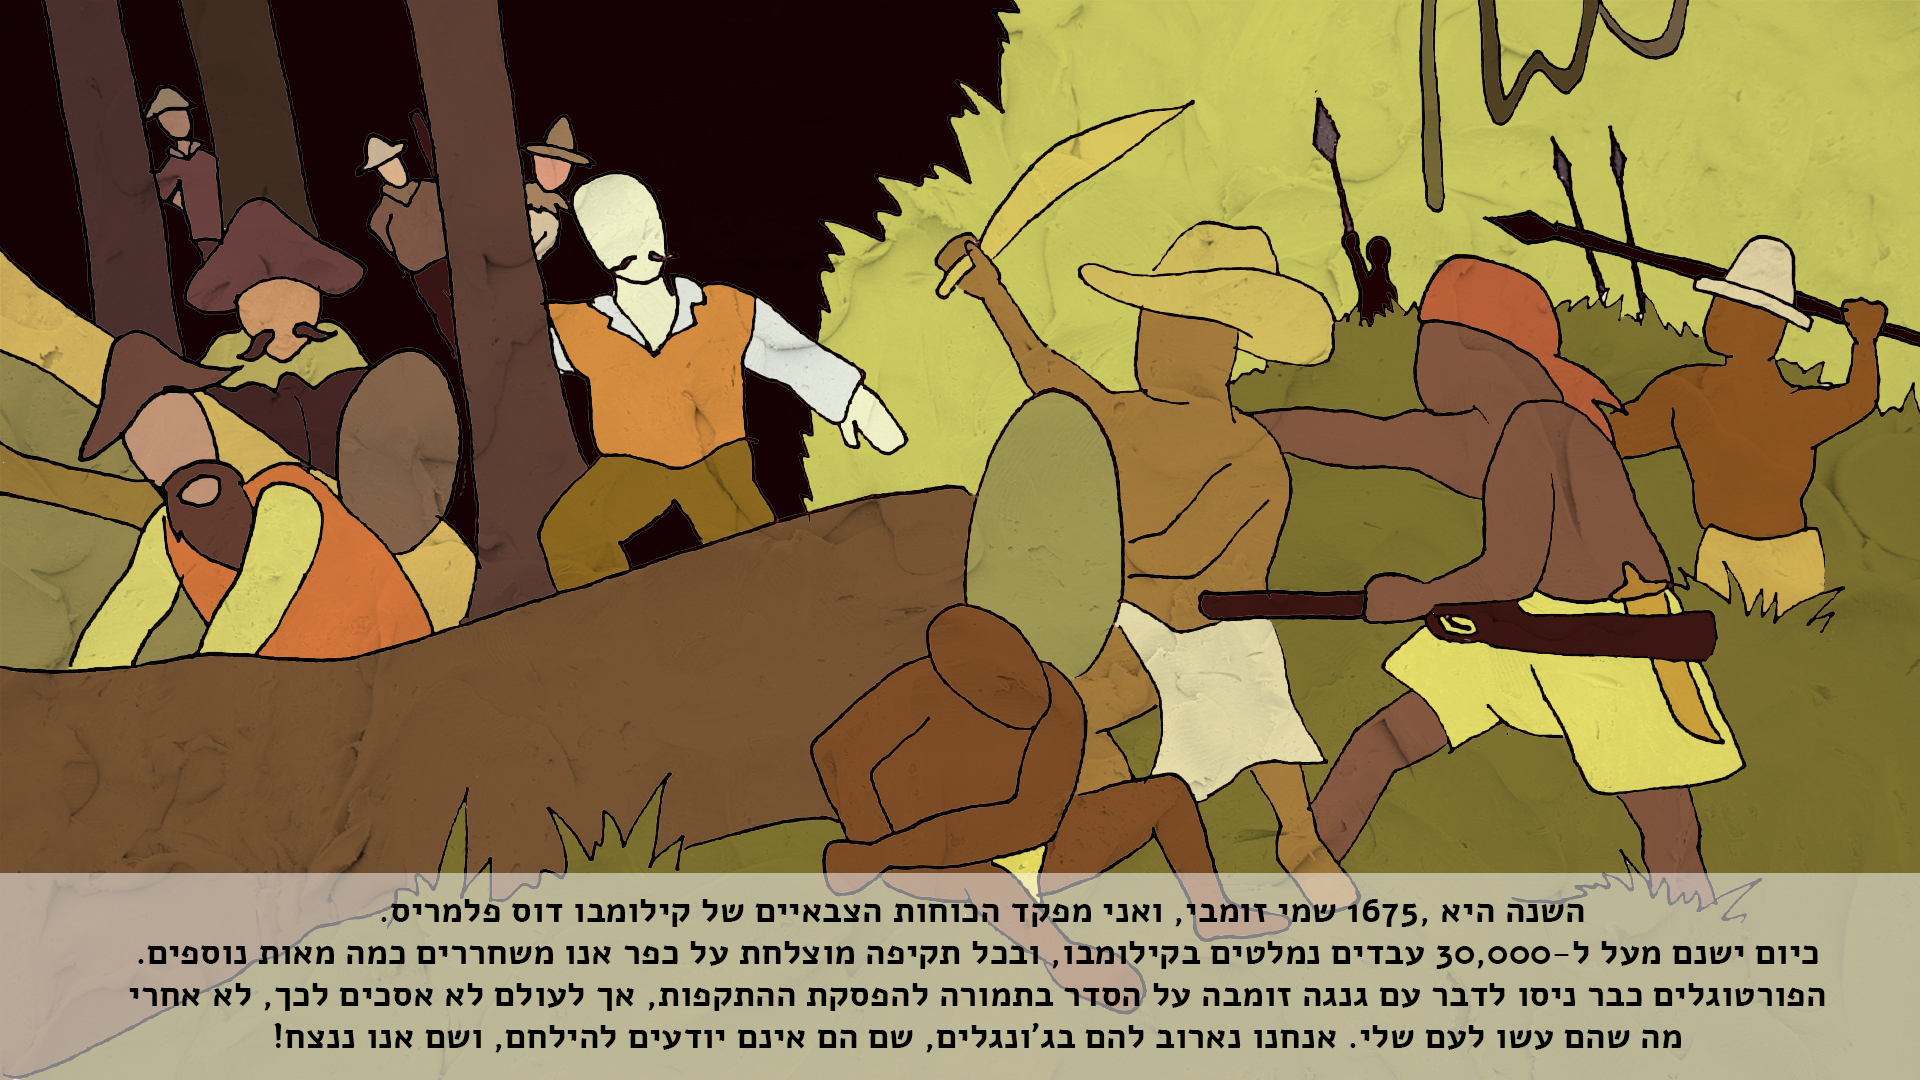 השנה היא 1675, שמי זומבי, ואני מפקד הכוחות הצבאיים של קילומבו דוס פלמריס.
כיום ישנם מעל ל-30,000 עבדים נמלטים בקילומבו, ובכל תקיפה מוצלחת על כפר אנו משחררים כמה מאות נוספים.
הפורטוגלים כבר ניסו לדבר עם גנגה זומבה על הסדר בתמורה להפסקת ההתקפות, אך לעולם לא אסכים לכך, לא אחרי
מה שהם עשו לעם שלי. אנחנו נארוב להם בג'ונגלים, שם הם אינם יודעים להילחם, ושם אנו ננצח!